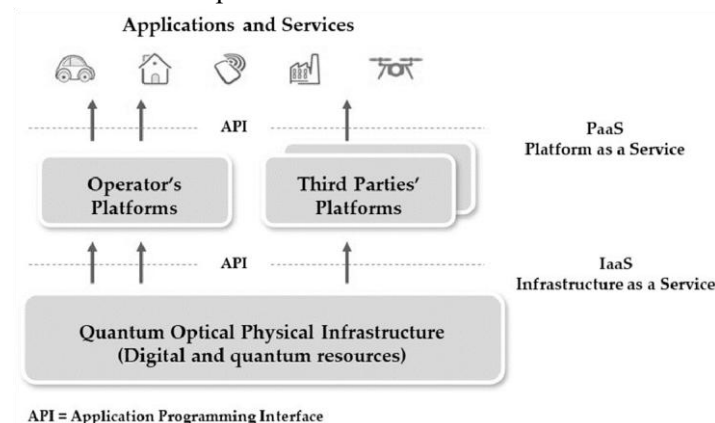 Applications and Services
API
PaaS
Platform as a Service
Operator's
Platforms
Third Parties'
Platforms
API
IaaS
Infrastructure as a Service
Quantum Optical Physical Infrastructure
(Digital and quantum resources)
API = Application Programming Interface